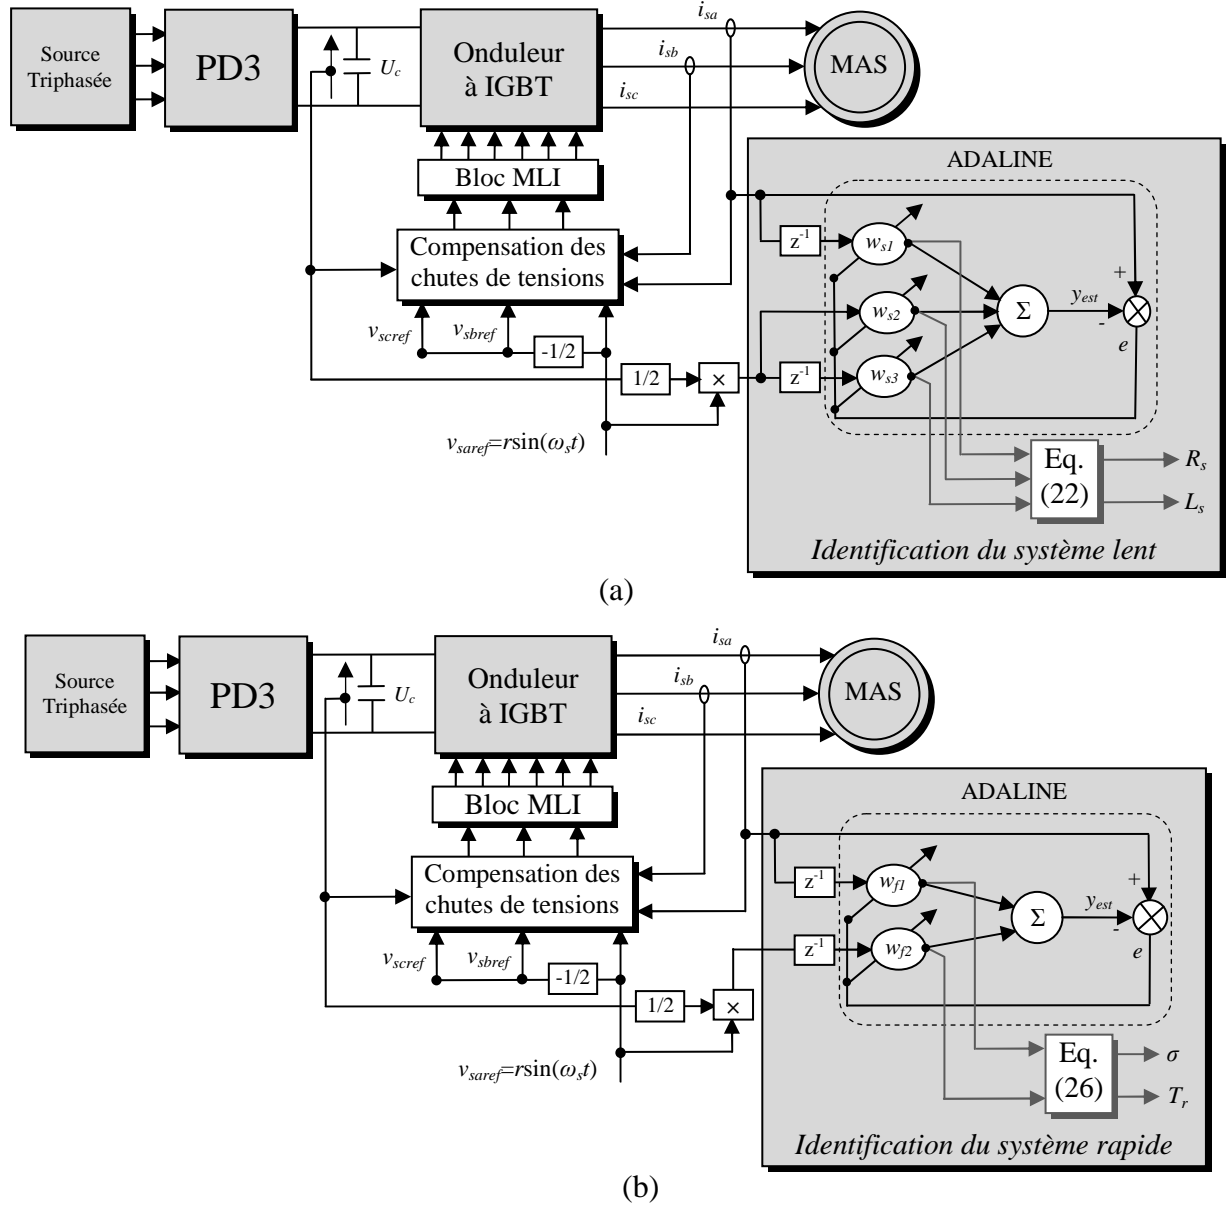 Source
Triphasée
PD3
U_c
Onduleur
à IGBT
i_sa
i_sb
i_sc
MAS
Bloc MLI
Compensation des
chutes de tensions
v_scref
v_sbref
-1/2
1/2
×
v_saref=rsin(ω_st)
ADALINE
z^-1
w_s1
w_s2
z^-1
w_s3
Σ
y_est
+
-
e
Eq.
(22)
R_s
L_s
Identification du système lent
(a)
Source
Triphasée
PD3
U_c
Onduleur
à IGBT
i_sa
i_sb
i_sc
MAS
Bloc MLI
Compensation des
chutes de tensions
v_scref
v_sbref
-1/2
1/2
×
v_saref=rsin(ω_st)
ADALINE
z^-1
w_f1
z^-1
w_f2
Σ
y_est
+
-
e
Eq.
(26)
σ
T_r
Identification du système rapide
(b)